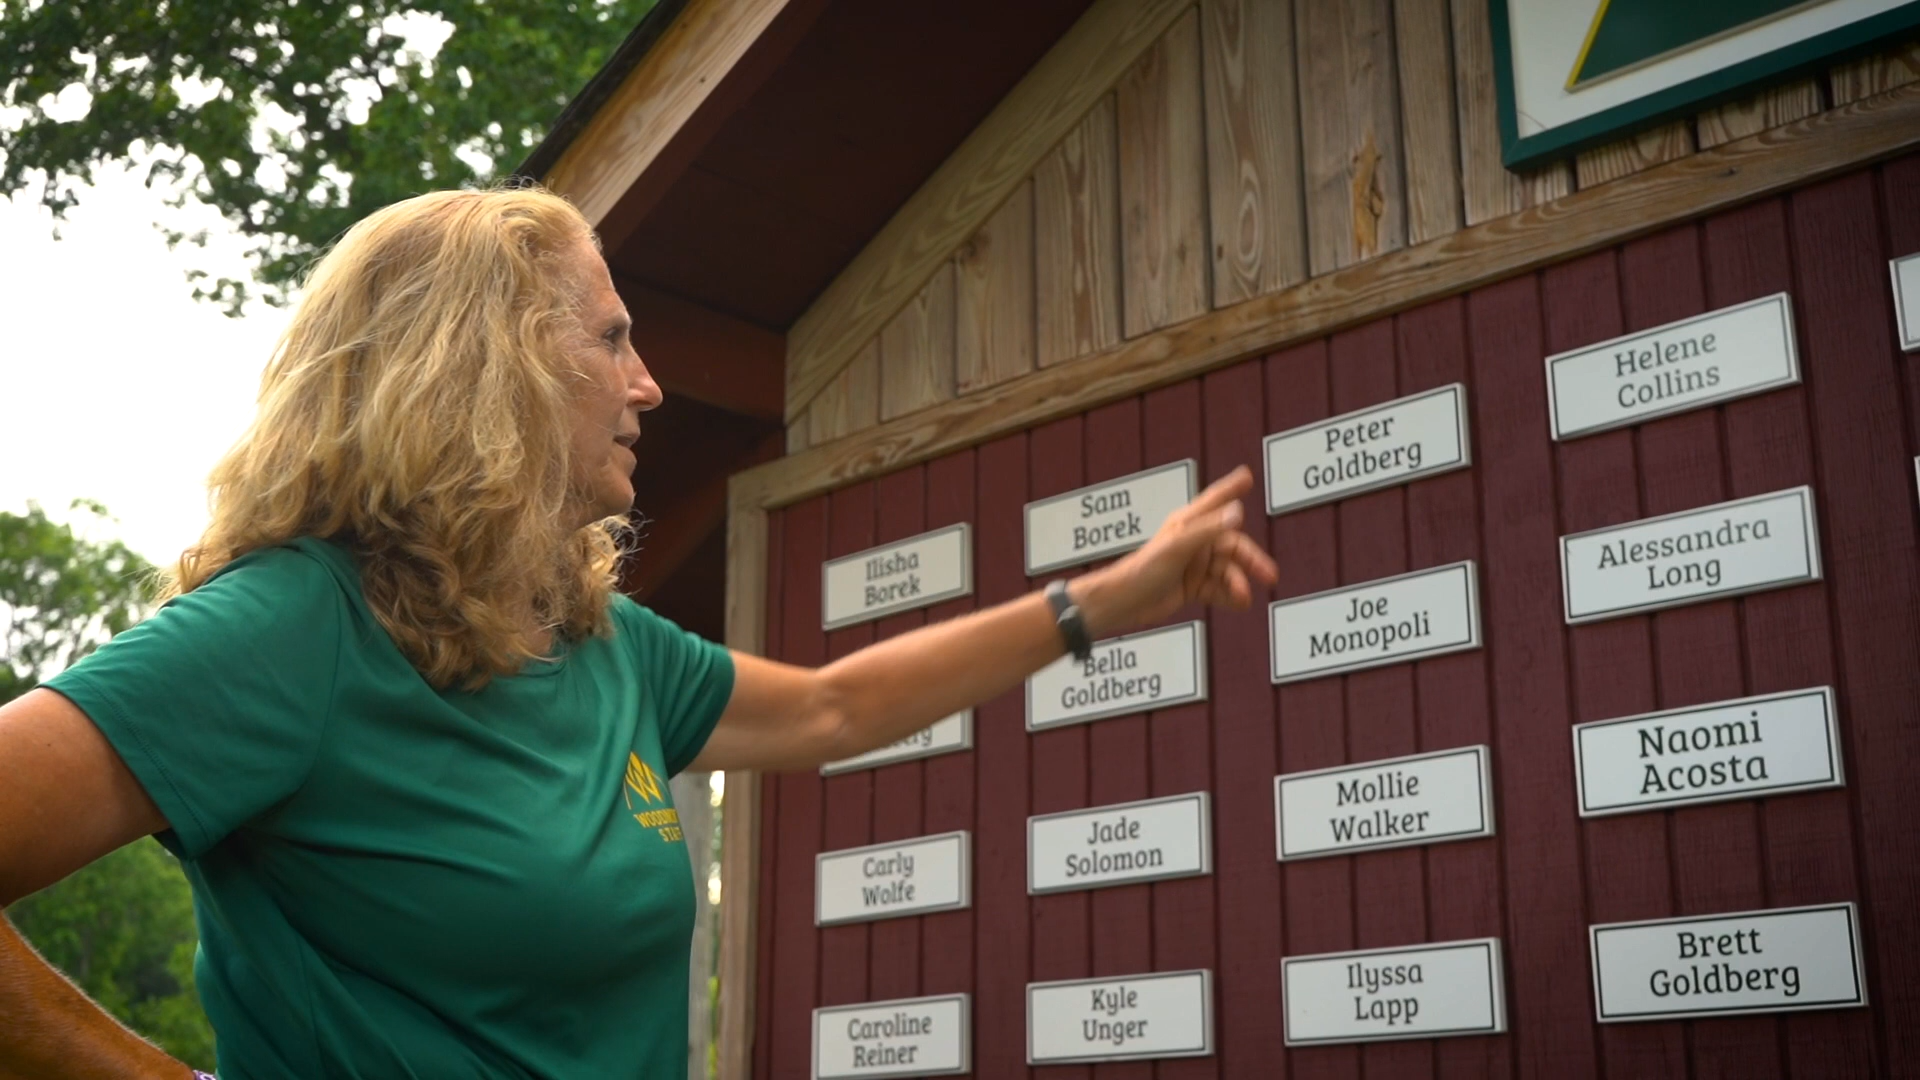 Helene
Collins
Peter
Goldberg
Sam
Borek
Ilisha
Borek
Alessandra
Long
Joe
Monopoli
Bella
Goldberg
Naomi
Acosta
Mollie
Walker
Jade
Solomon
Carly
Wolfe
Brett
Goldberg
Ilyssa
Lapp
Kyle
Unger
Caroline
Reiner